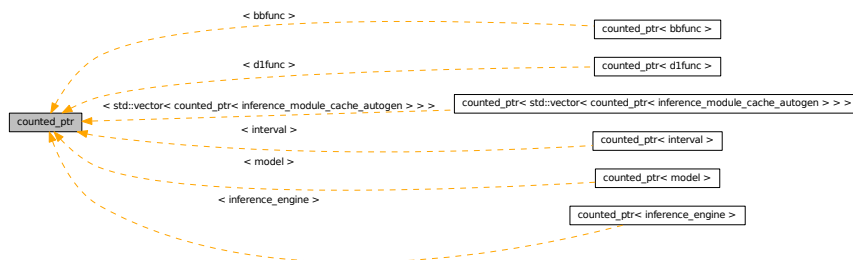 < bbfunc >
counted_ptr< bbfunc >
< d1func >
counted_ptr< d1func >
< std::vector< counted_ptr< inference_module_cache_autogen > > >
counted_ptr< std::vector< counted_ptr< inference_module_cache_autogen > > >
counted_ptr
< interval >
counted_ptr< interval >
< model >
counted_ptr< model >
< inference_engine >
counted_ptr< inference_engine >